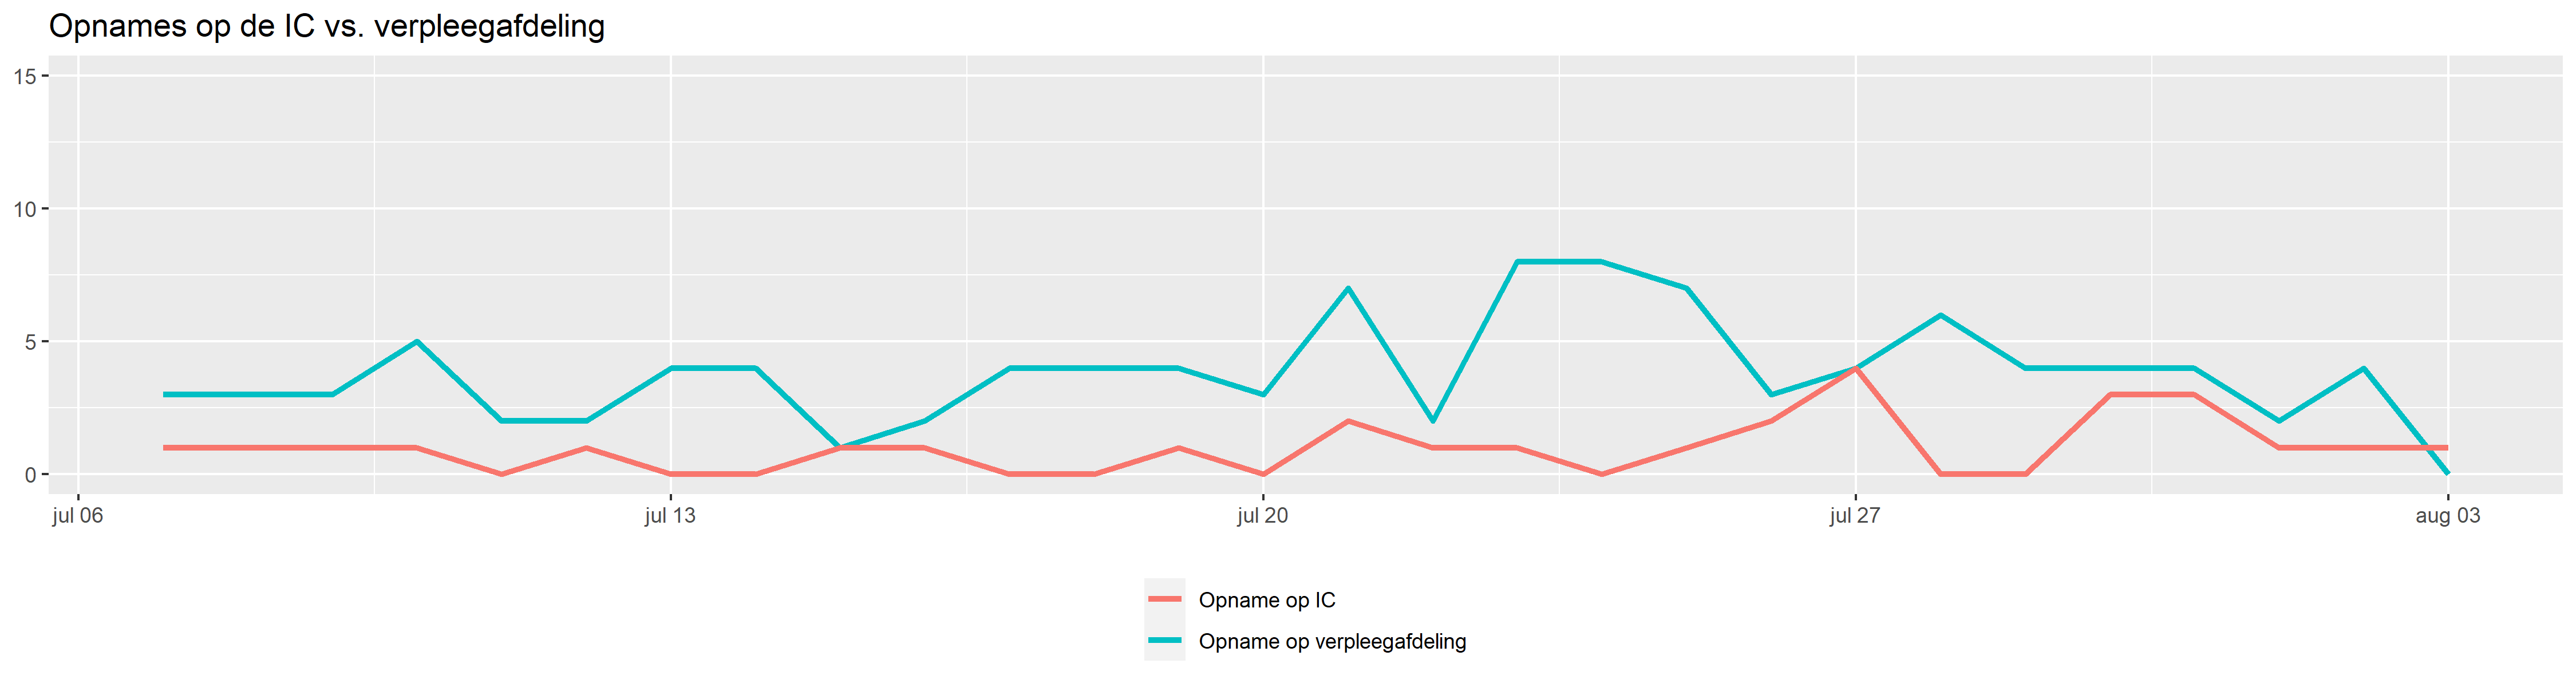 Opnames op de IC vs. verpleegafdeling
15
10
5
0
jul 06 jul 13 jul 20 jul 27 aug 03
Opname op IC
Opname op verpleegafdeling